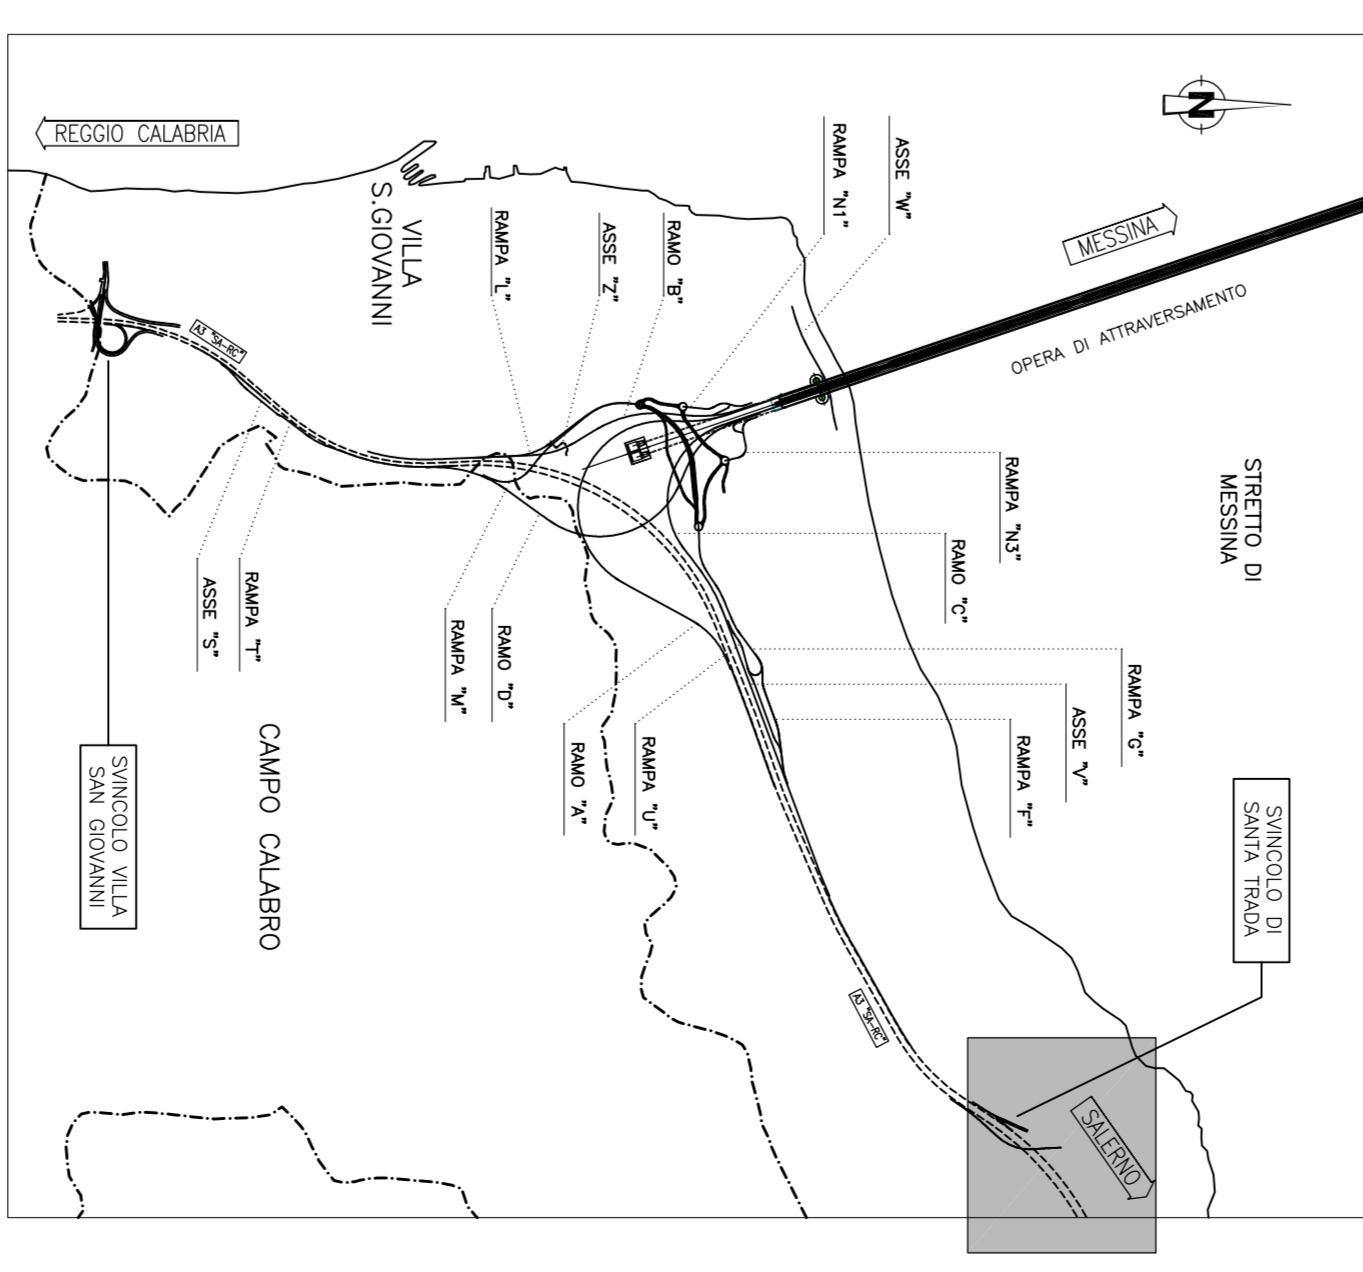 N
REGGIO CALABRIA
VILLA
S.GIOVANNI
RAMPA "N1"
ASSE "W"
MESSINA
OPERA DI ATTRAVERSAMENTO
RAMPA "L"
ASSE "Z"
RAMO "B"
A3 "SA-RC"
STRETTO DI
MESSINA
RAMPA "N3"
RAMO "C"
ASSE "S"
RAMPA "T"
RAMPA "M"
RAMO "D"
RAMO "A"
RAMPA "U"
RAMPA "F"
ASSE "V"
RAMPA "G"
CAMPO CALABRO
SVINCOLO VILLA
SAN GIOVANNI
SVINCOLO DI
SANTA TRADA
A3 "SA-RC"
SALERNO